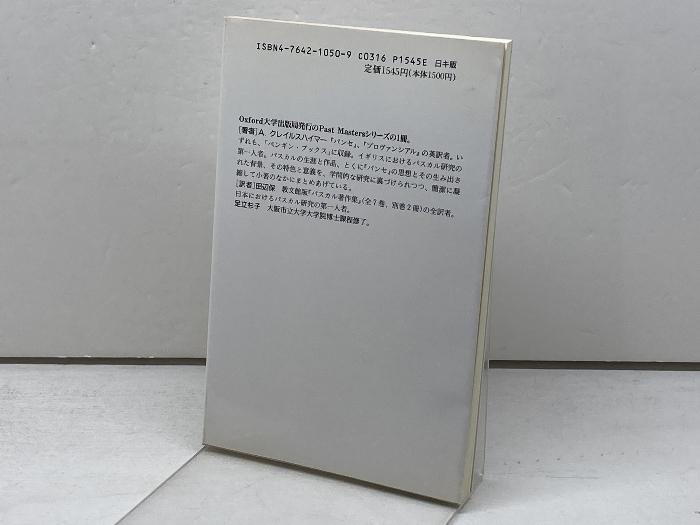 ISBN4-7642-1050-9 C0316 P1545E 日キ販
定価1545円(本体1500円)
Oxford大学出版局発行のPast Mastersシリーズの1冊。
[著者]A. クレイルスハイマー 『パンセ』、『プロヴァンシアル』の英訳者。い
ずれも、「ペンギン・ブックス」に収録。イギリスにおけるパスカル研究の
第一人者。パスカルの生涯と作品、とくに『パンセ』の思想とその生み出さ
れた背景、その特色と意義を、学問的な研究に裏づけられつつ、簡潔に凝
縮して小著のなかにまとめあげている。
[訳者]田辺保 教文館版『パスカル著作集』(全7巻、別巻2冊)の全訳者。
日本におけるパスカル研究の第一人者。
足立杉子 大阪市立大学大学院博士課程修了。